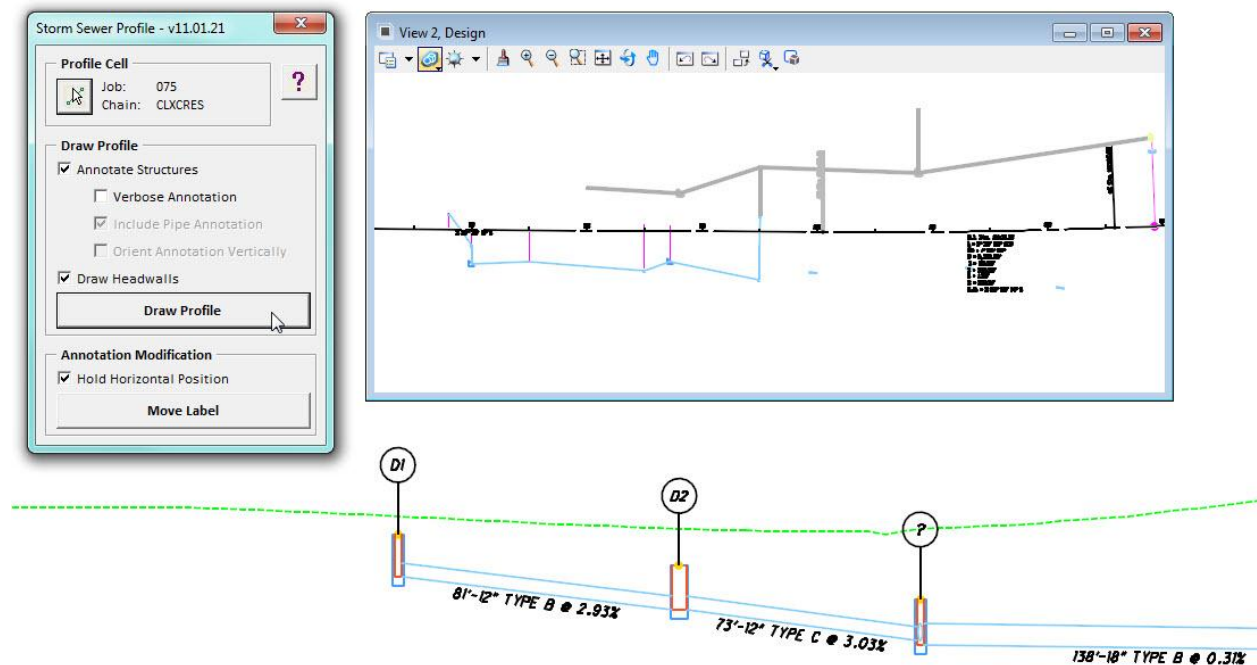 Storm Sewer Profile - v11.01.21
Profile Cell
Job: 075
Chain: CLXCRES
?
Draw Profile
Annotate Structures
Verbose Annotation
Include Pipe Annotation
Orient Annotation Vertically
Draw Headwalls
Draw Profile
Annotation Modification
Hold Horizontal Position
Move Label
View 2, Design
D1
D2
?
81'-12" TYPE B @ 2.93%
73'-12" TYPE C @ 3.03%
138'-18" TYPE B @ 0.31%